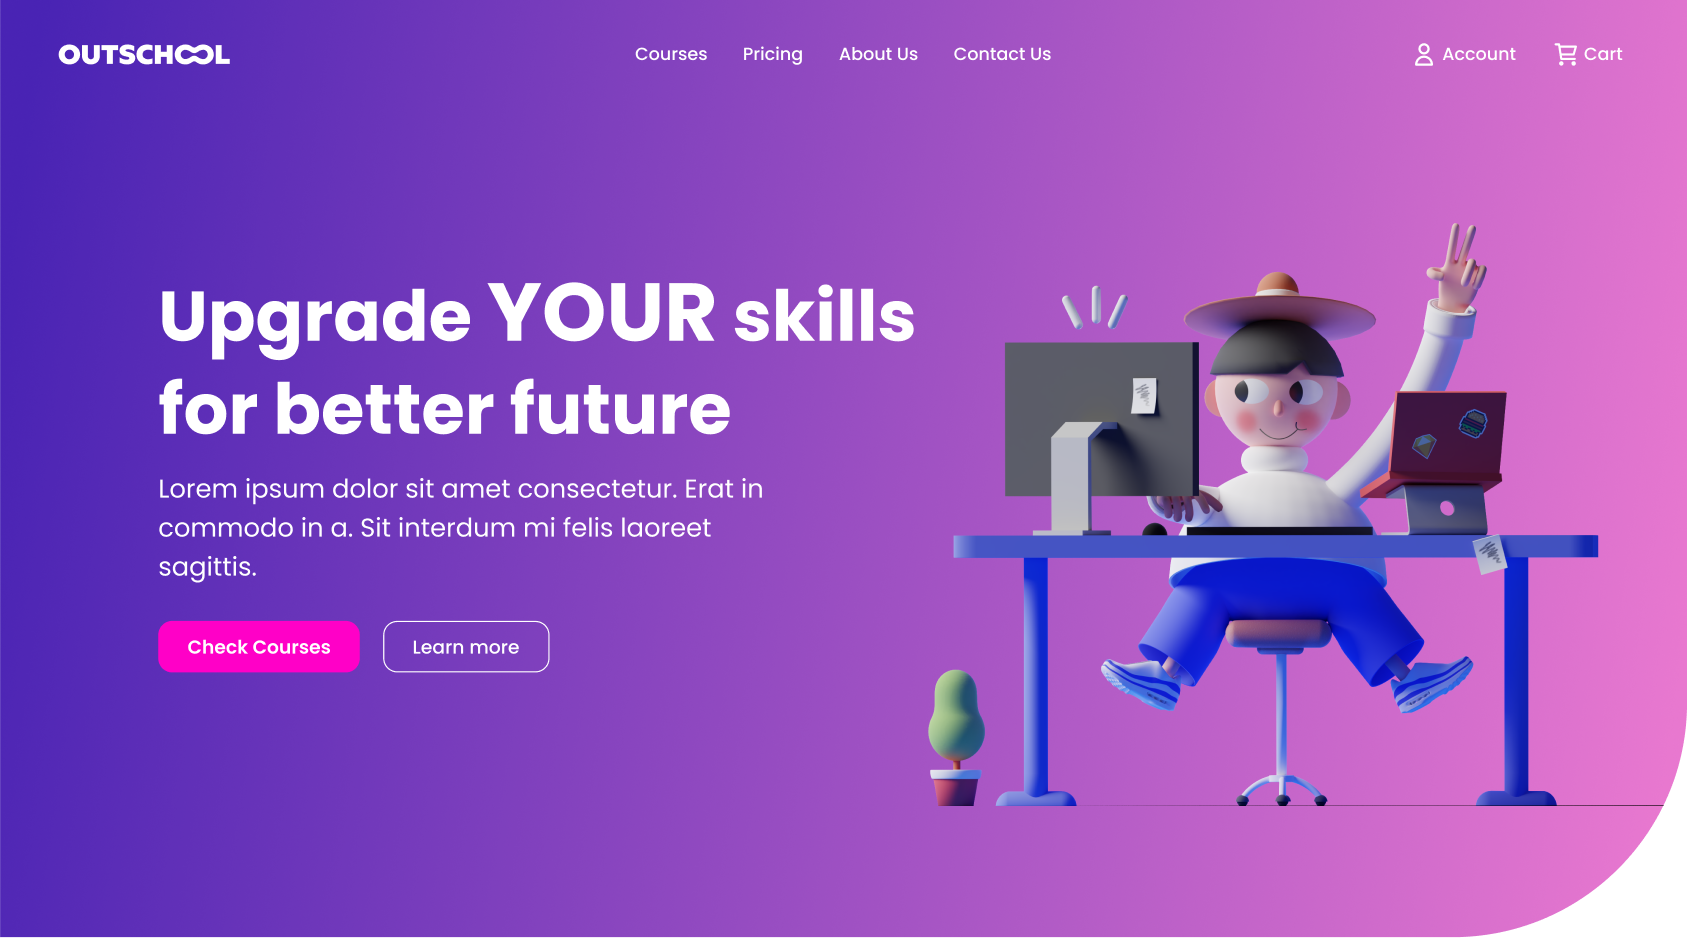 OUTSCHOOL
Courses Pricing About Us Contact Us
Account Cart
Upgrade YOUR skills
for better future
Lorem ipsum dolor sit amet consectetur. Erat in
commodo in a. Sit interdum mi felis laoreet
sagittis.
Check Courses Learn more